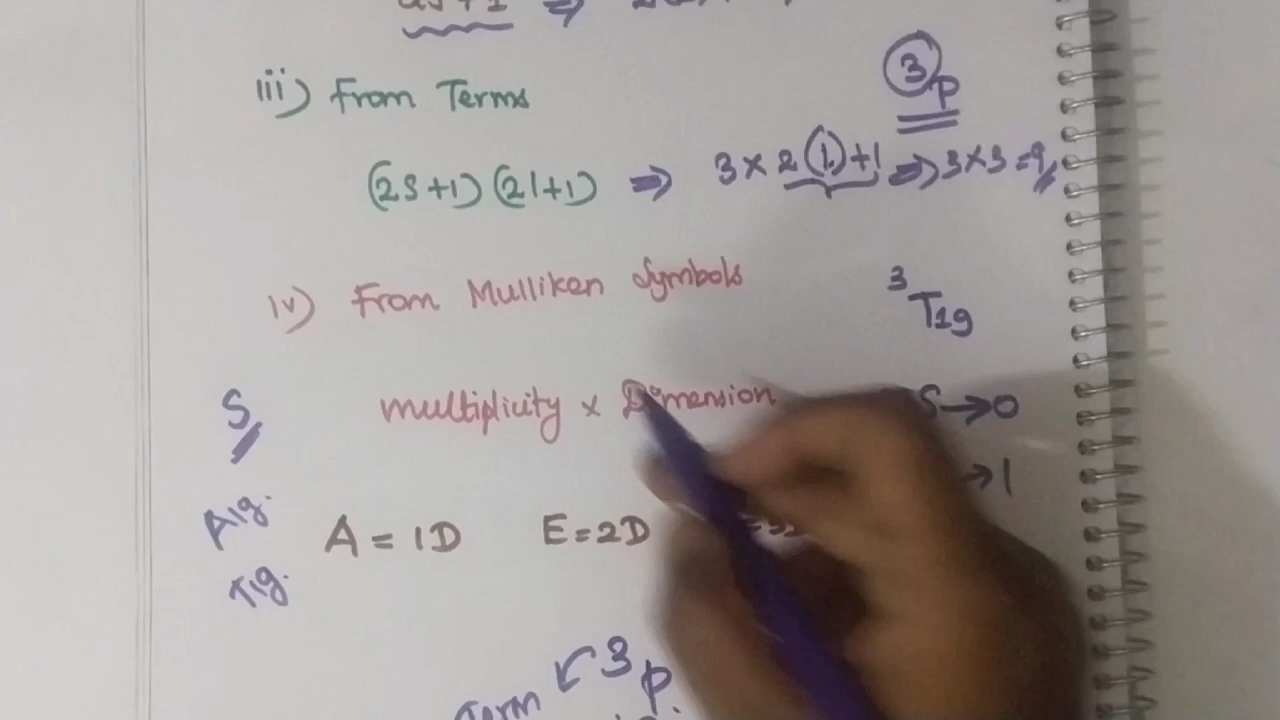 iii) From Terms
3p
(2S+1) (2l+1) ⇒ 3 × 2(1)+1 ⇒ 3×3=9
iv) From Mulliken Symbols
3T1g
S
multiplicity × Dimension
S→0
→1
A1g.
A = 1D E=2D
T1g.
Term ↙ 3p